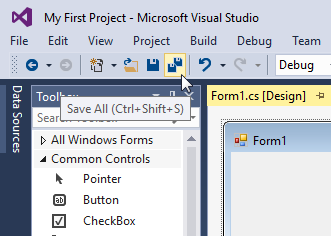 My First Project - Microsoft Visual Studio
File Edit View Project Build Debug Team
Debug
Data Sources
Toolbox
Save All (Ctrl+Shift+S)
Form1.cs [Design]
Search Toolbox
All Windows Forms
Form1
Common Controls
Pointer
Button
CheckBox